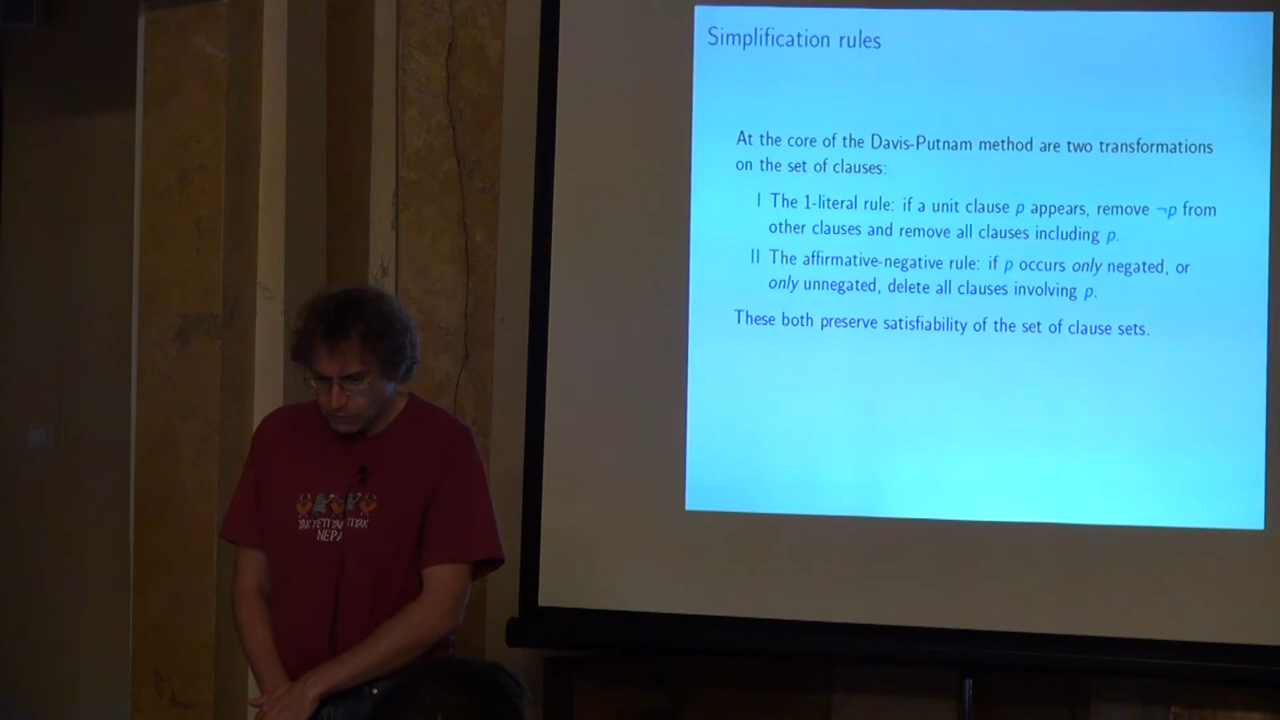 Simplification rules
At the core of the Davis-Putnam method are two transformations
on the set of clauses:
I The 1-literal rule: if a unit clause p appears, remove ¬p from
other clauses and remove all clauses including p.
II The affirmative-negative rule: if p occurs only negated, or
only unnegated, delete all clauses involving p.
These both preserve satisfiability of the set of clause sets.
YAK YETI YAK